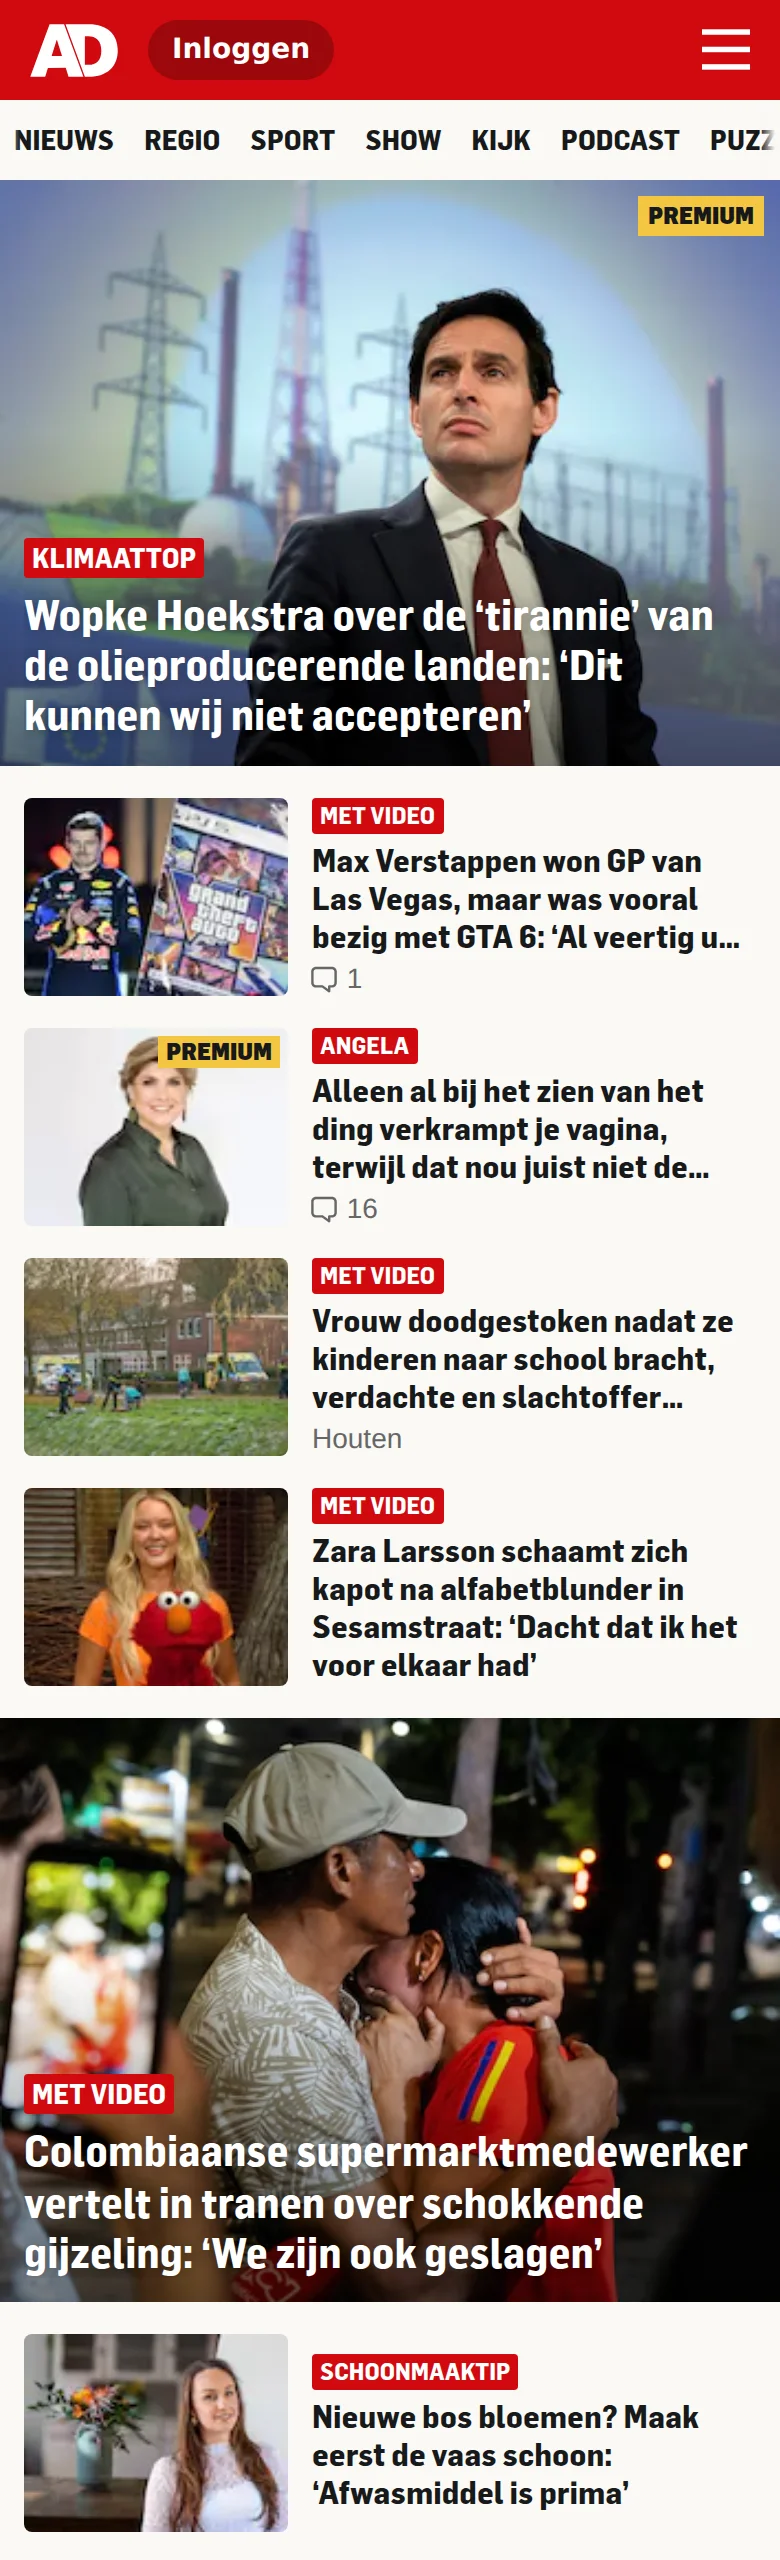 AD
Inloggen
NIEUWS REGIO SPORT SHOW KIJK PODCAST PUZZ
PREMIUM
KLIMAATTOP
Wopke Hoekstra over de ‘tirannie’ van
de olieproducerende landen: ‘Dit
kunnen wij niet accepteren’
grand
theft
auto
MET VIDEO
Max Verstappen won GP van
Las Vegas, maar was vooral
bezig met GTA 6: ‘Al veertig u...
1
PREMIUM
ANGELA
Alleen al bij het zien van het
ding verkrampt je vagina,
terwijl dat nou juist niet de...
16
MET VIDEO
Vrouw doodgestoken nadat ze
kinderen naar school bracht,
verdachte en slachtoffer...
Houten
MET VIDEO
Zara Larsson schaamt zich
kapot na alfabetblunder in
Sesamstraat: ‘Dacht dat ik het
voor elkaar had’
MET VIDEO
Colombiaanse supermarktmedewerker
vertelt in tranen over schokkende
gijzeling: ‘We zijn ook geslagen’
SCHOONMAAKTIP
Nieuwe bos bloemen? Maak
eerst de vaas schoon:
‘Afwasmiddel is prima’